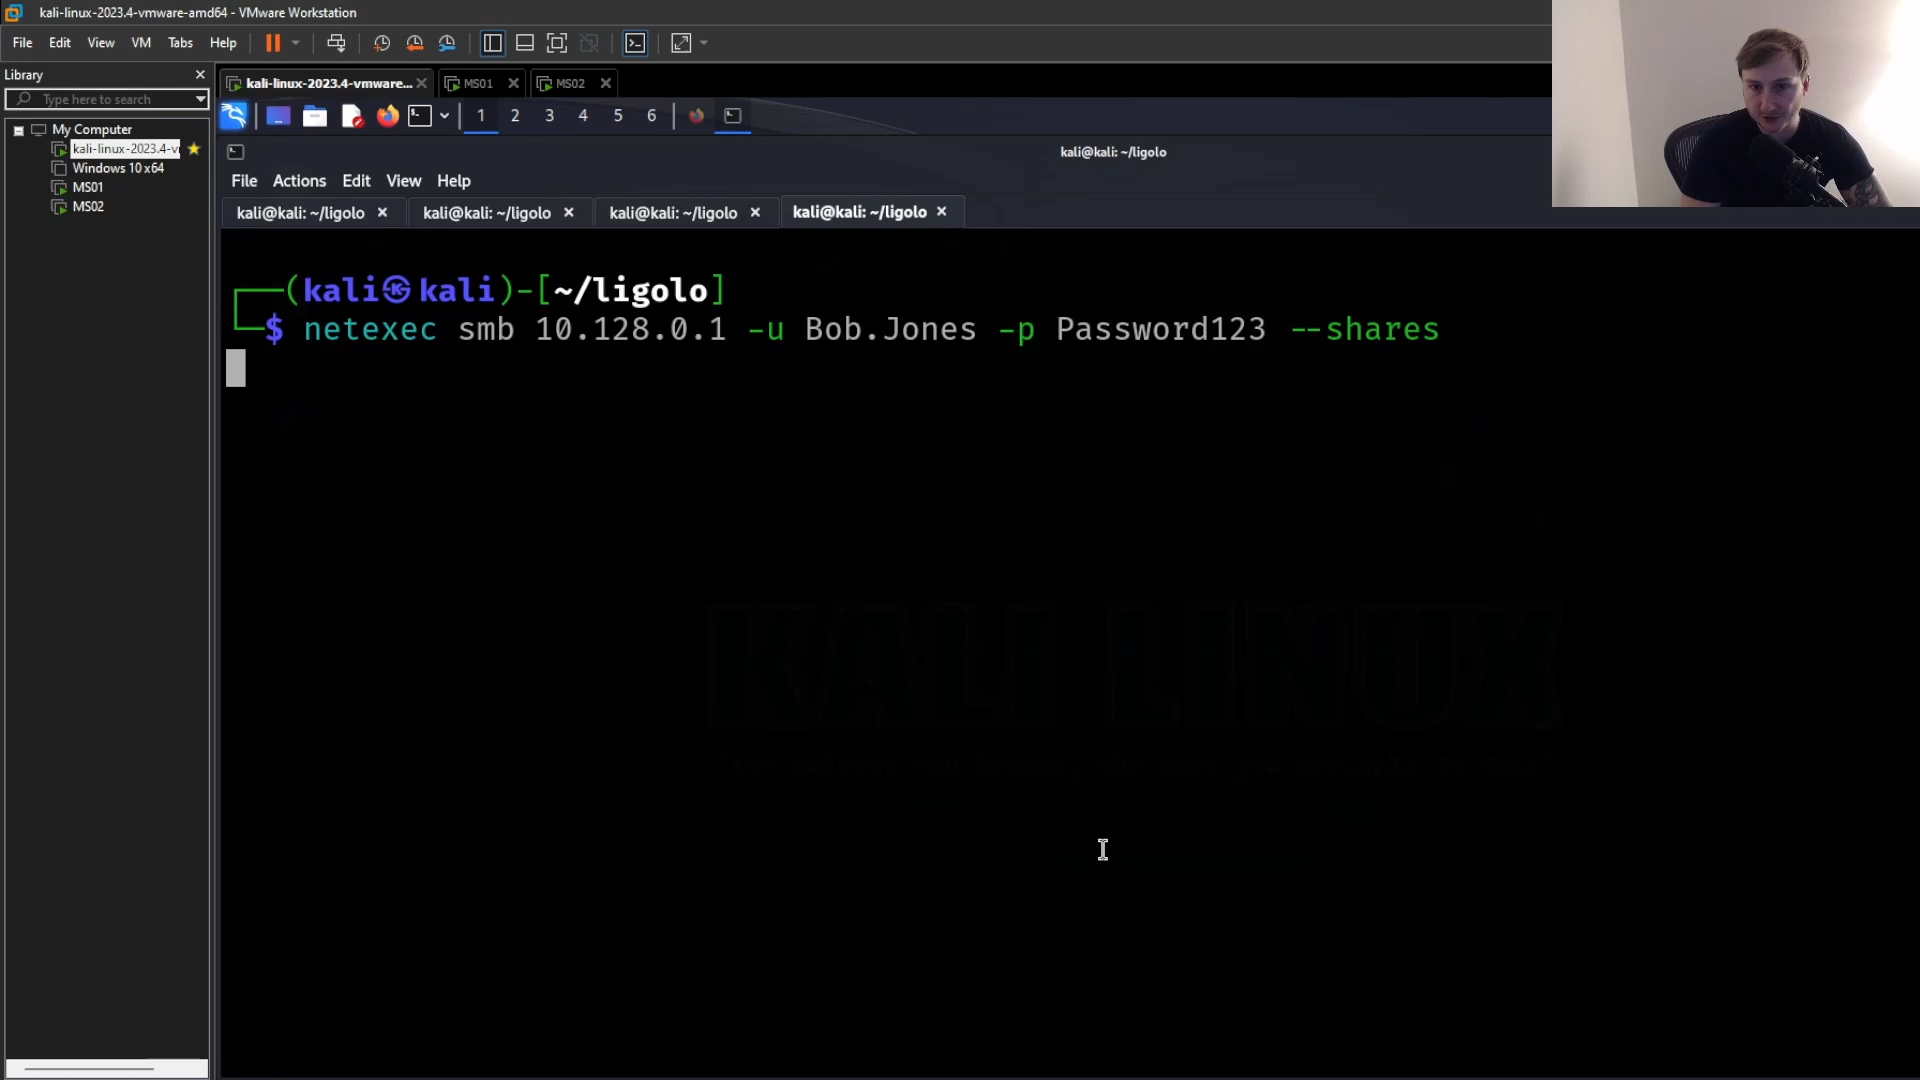 kali-linux-2023.4-vmware-amd64 - VMware Workstation
File Edit View VM Tabs Help
Library
Type here to search
My Computer
kali-linux-2023.4-v
Windows 10 x64
MS01
MS02
kali-linux-2023.4-vmware... MS01 MS02
1 2 3 4 5 6
kali@kali: ~/ligolo
File Actions Edit View Help
kali@kali: ~/ligolo kali@kali: ~/ligolo kali@kali: ~/ligolo kali@kali: ~/ligolo
(kali㉿kali)-[~/ligolo]
$ netexec smb 10.128.0.1 -u Bob.Jones -p Password123 --shares
KALI LINUX